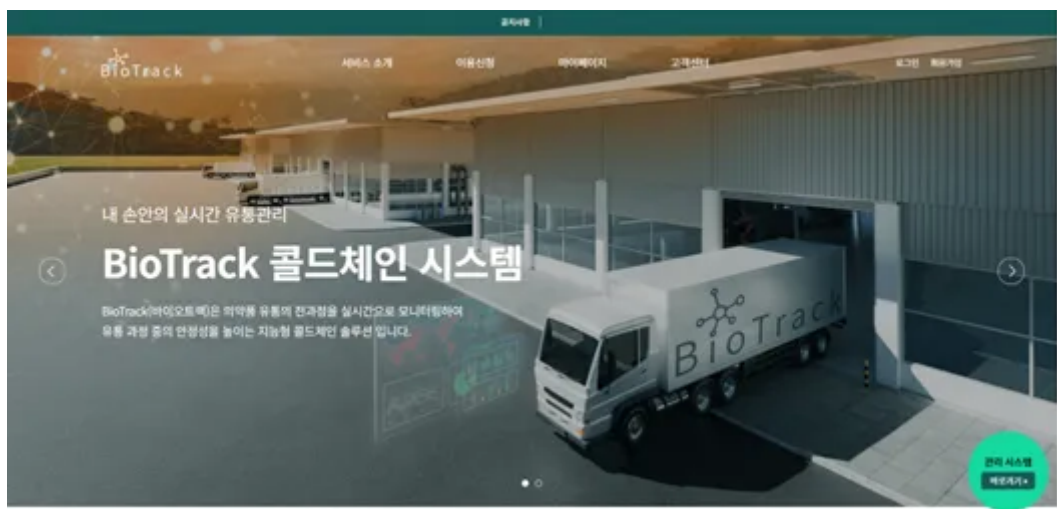 공지사항
BioTrack
서비스 소개
이용신청
마이페이지
고객센터
로그인 회원가입
내 손안의 실시간 유통관리
BioTrack 콜드체인 시스템
BioTrack(바이오트랙)은 의약품 유통의 전과정을 실시간으로 모니터링하여
유통 과정 중의 안정성을 높이는 지능형 콜드체인 솔루션 입니다.
BioTrack
관리 시스템
바로가기